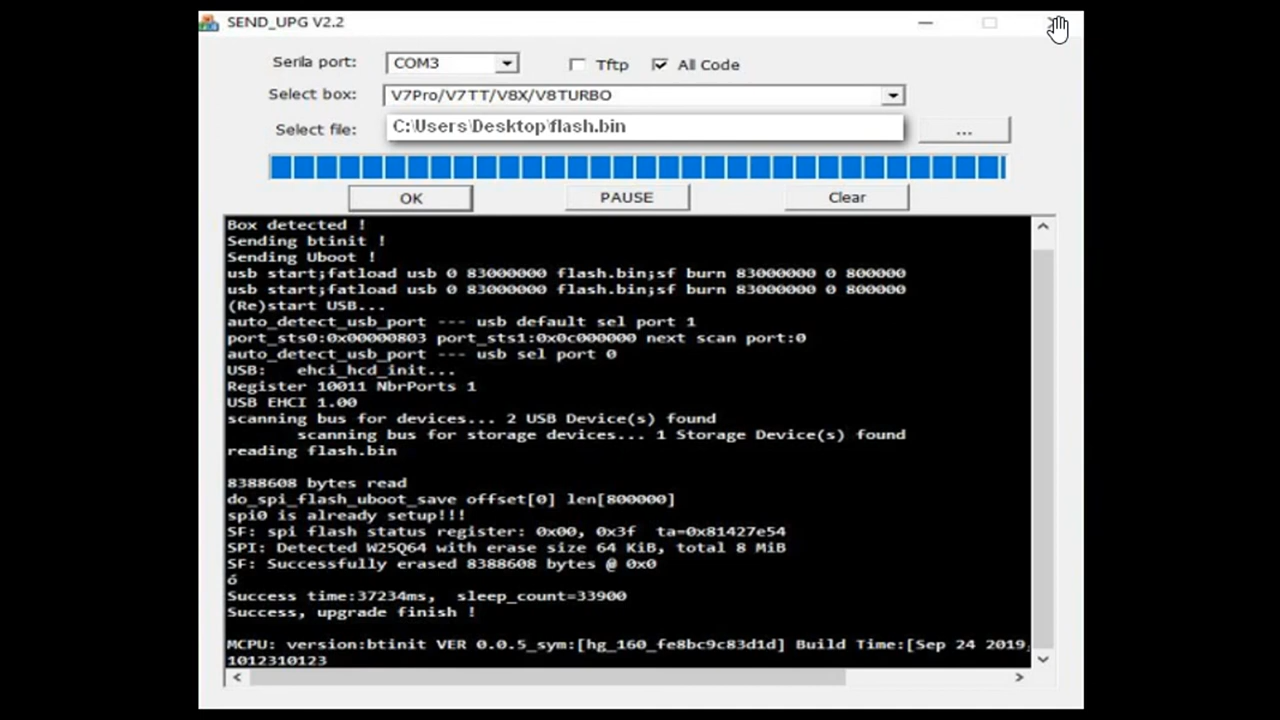 SEND_UPG V2.2
Serila port: COM3 Tftp All Code
Select box: V7Pro/V7TT/V8X/V8TURBO
Select file: C:\Users\Desktop\flash.bin ...
OK PAUSE Clear
Box detected !
Sending btinit !
Sending Uboot !
usb start;fatload usb 0 83000000 flash.bin;sf burn 83000000 0 800000
usb start;fatload usb 0 83000000 flash.bin;sf burn 83000000 0 800000
(Re)start USB...
auto_detect_usb_port --- usb default sel port 1
port_sts0:0x00000803 port_sts1:0x0c000000 next scan port:0
auto_detect_usb_port --- usb sel port 0
USB: ehci_hcd_init...
Register 10011 NbrPorts 1
USB EHCI 1.00
scanning bus for devices... 2 USB Device(s) found
scanning bus for storage devices... 1 Storage Device(s) found
reading flash.bin
8388608 bytes read
do_spi_flash_uboot_save offset[0] len[800000]
spi0 is already setup!!!
SF: spi flash status register: 0x00, 0x3f ta=0x81427e54
SPI: Detected W25Q64 with erase size 64 KiB, total 8 MiB
SF: Successfully erased 8388608 bytes @ 0x0
ó
Success time:37234ms, sleep_count=33900
Success, upgrade finish !
MCPU: version:btinit VER 0.0.5_sym:[hg_160_fe8bc9c83d1d] Build Time:[Sep 24 2019,
1012310123